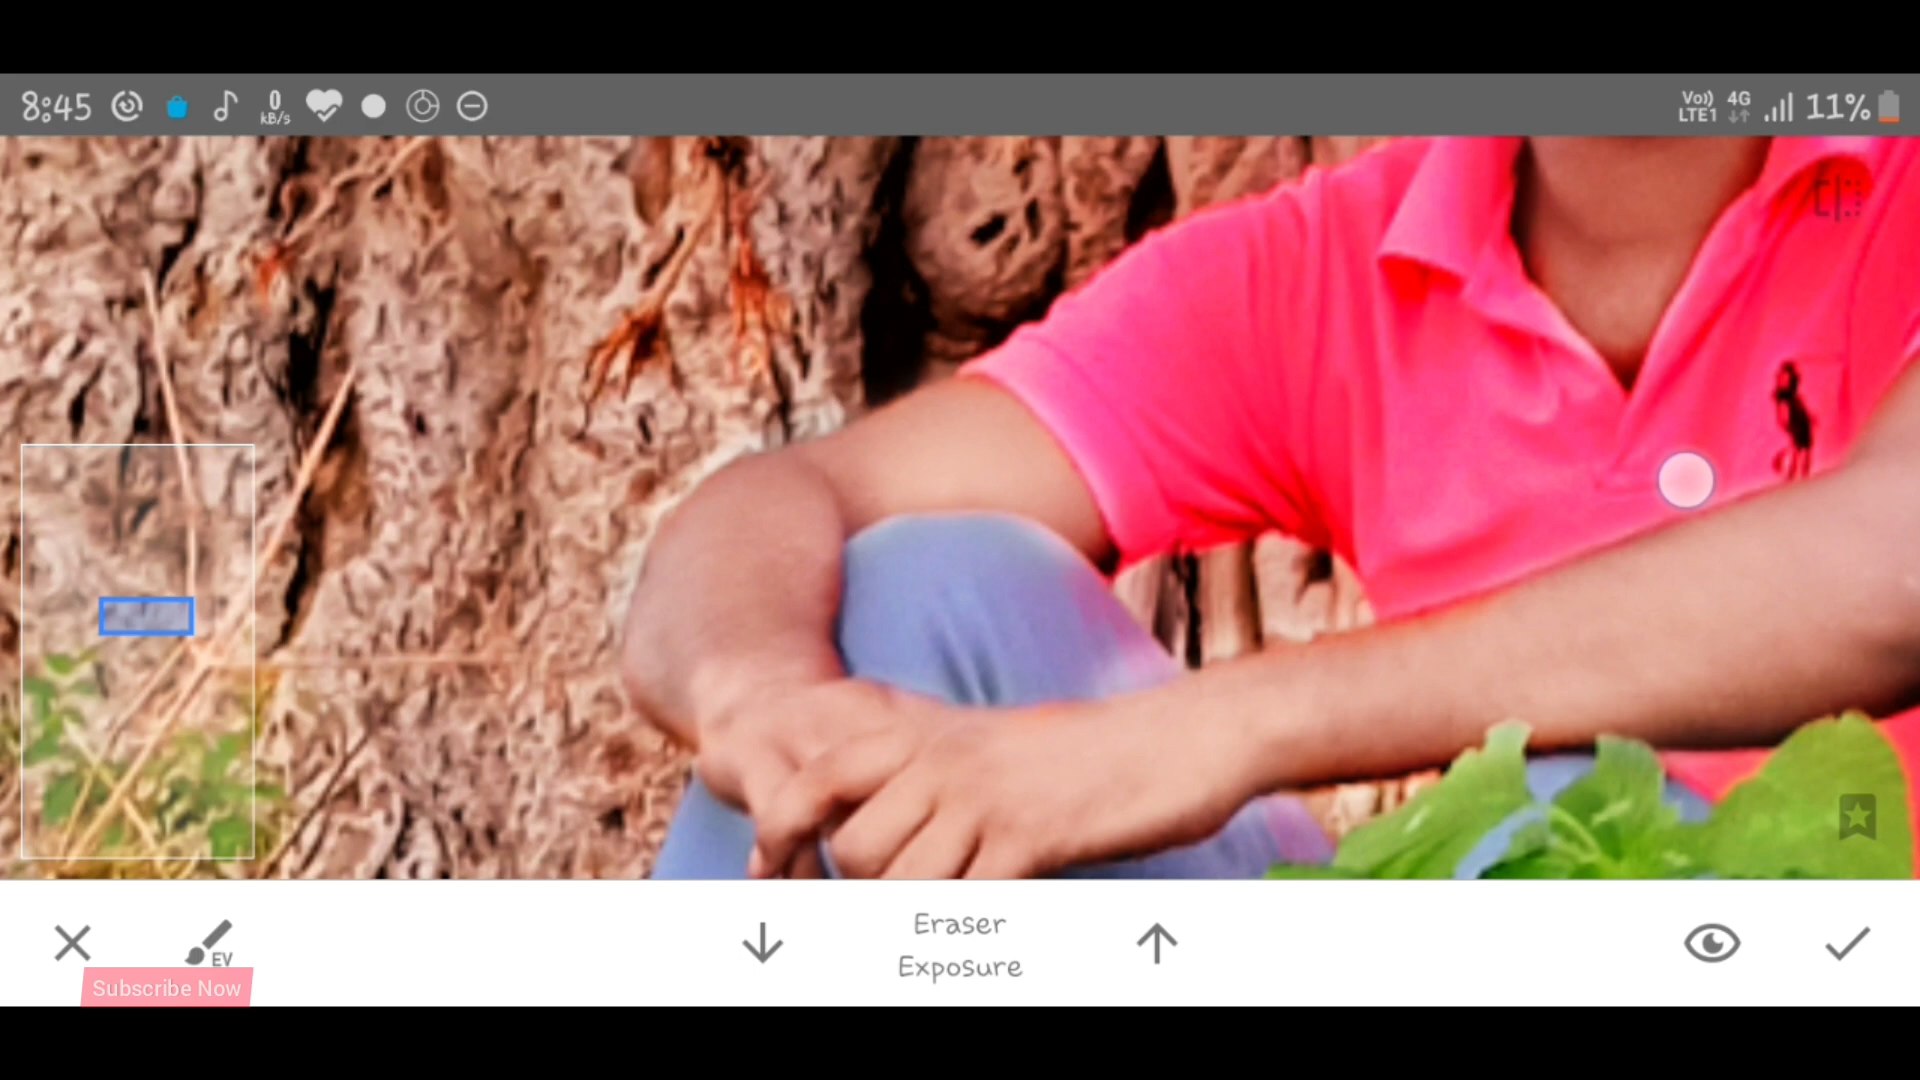 8:45
0
kB/s
Vo))
LTE1
4G
11%
Eraser
Exposure
EV
Subscribe Now